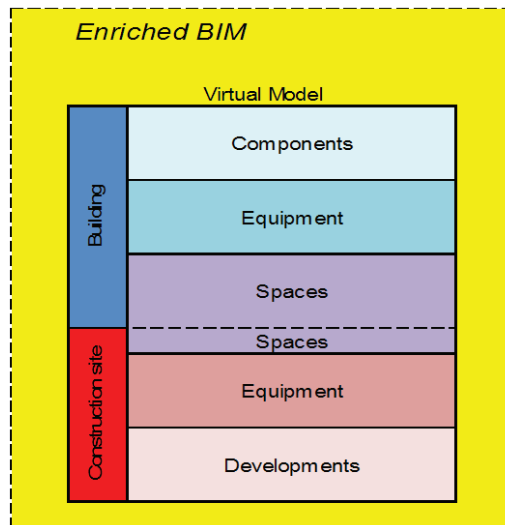 Enriched BIM
Virtual Model
Building
Components
Equipment
Spaces
Construction site
Spaces
Equipment
Developments